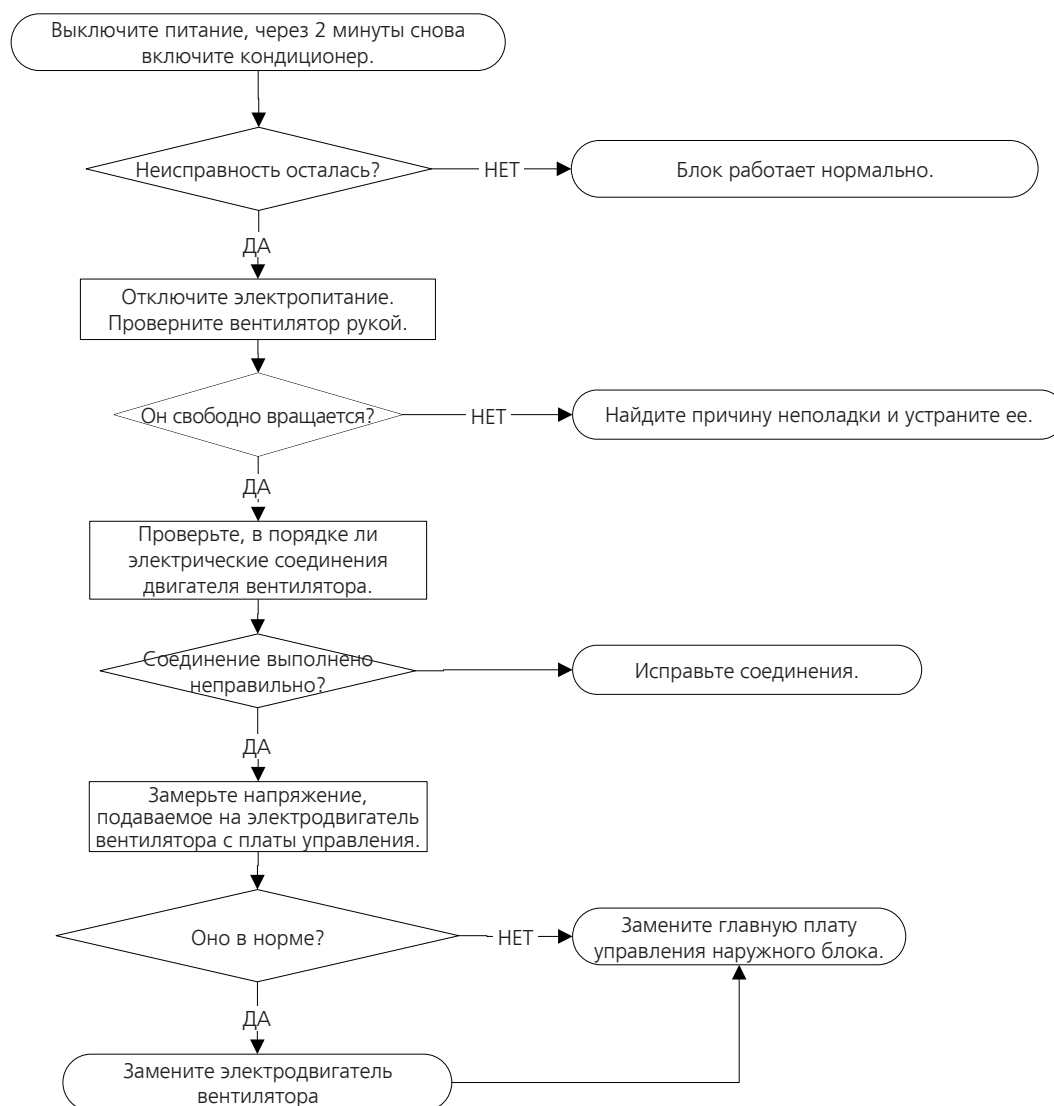 Выключите питание, через 2 минуты снова
включите кондиционер.
Неисправность осталась?
НЕТ
Блок работает нормально.
ДА
Отключите электропитание.
Проверните вентилятор рукой.
Он свободно вращается?
НЕТ
Найдите причину неполадки и устраните ее.
ДА
Проверьте, в порядке ли
электрические соединения
двигателя вентилятора.
Соединение выполнено
неправильно?
Исправьте соединения.
ДА
Замерьте напряжение,
подаваемое на электродвигатель
вентилятора с платы управления.
Оно в норме?
НЕТ
Замените главную плату
управления наружного блока.
ДА
Замените электродвигатель
вентилятора